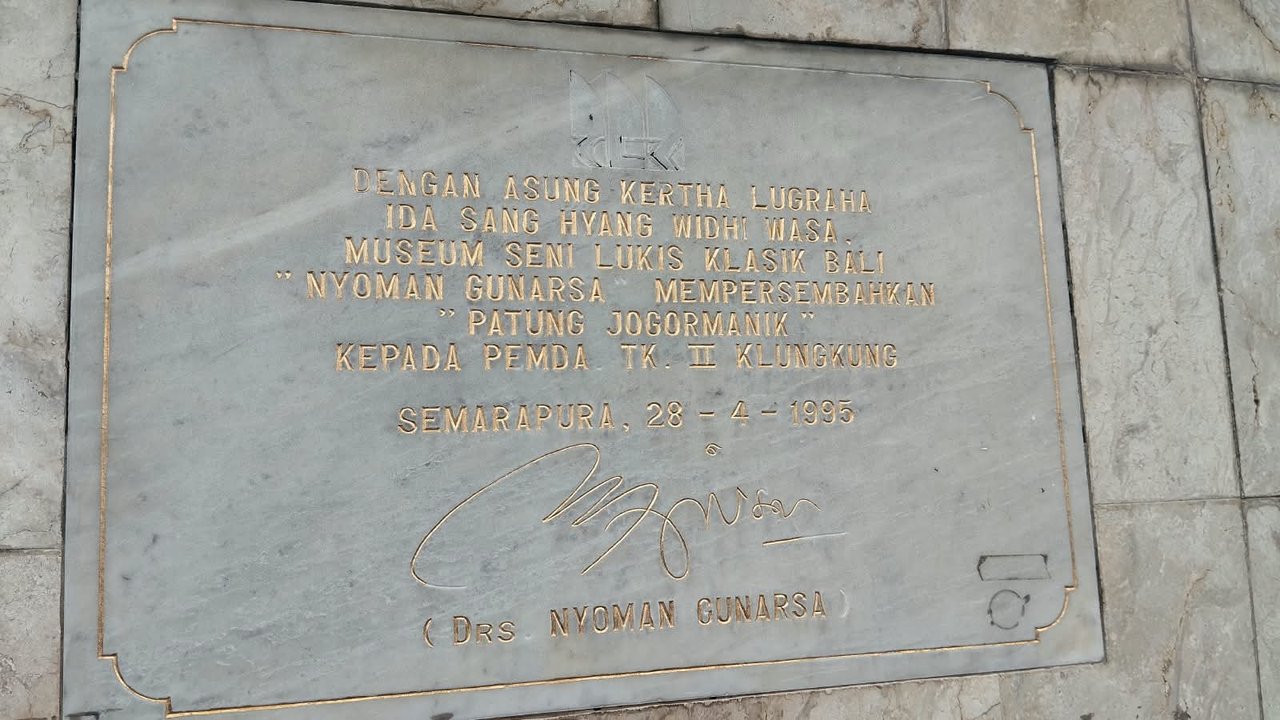 DENGAN ASUNG KERTHA LUGRAHA
IDA SANG HYANG WIDHI WASA.
MUSEUM SENI LUKIS KLASIK BALI
" NYOMAN GUNARSA MEMPERSEMBAHKAN
" PATUNG JOGORMANIK "
KEPADA PEMDA TK. II KLUNGKUNG
SEMARAPURA, 28 - 4 - 1995
( DRS NYOMAN GUNARSA )